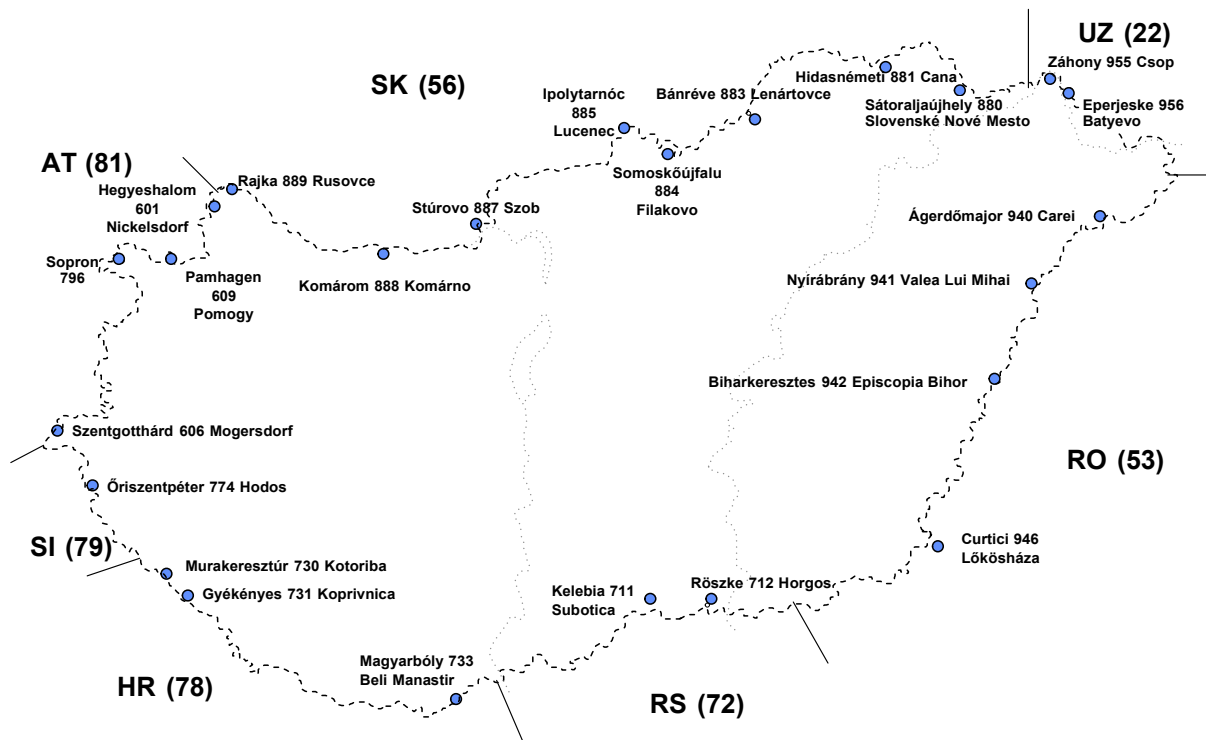 UZ (22)
Záhony 955 Csop
SK (56)
Hidasnémeti 881 Cana
Ipolytarnóc
885
Lucenec
Bánréve 883 Lenártovce
Sátoraljaújhely 880
Slovenské Nové Mesto
Eperjeske 956
Batyevo
AT (81)
Somoskőújfalu
884
Filakovo
Rajka 889 Rusovce
Hegyeshalom
601
Nickelsdorf
Stúrovo 887 Szob
Ágerdőmajor 940 Carei
Sopron
796
Pamhagen
609
Pomogy
Komárom 888 Komárno
Nyírábrány 941 Valea Lui Mihai
Biharkeresztes 942 Episcopia Bihor
Szentgotthárd 606 Mogersdorf
RO (53)
Őriszentpéter 774 Hodos
SI (79)
Curtici 946
Lőkösháza
Murakeresztúr 730 Kotoriba
Gyékényes 731 Koprivnica
Kelebia 711
Subotica
Röszke 712 Horgos
Magyarbóly 733
Beli Manastir
HR (78)
RS (72)